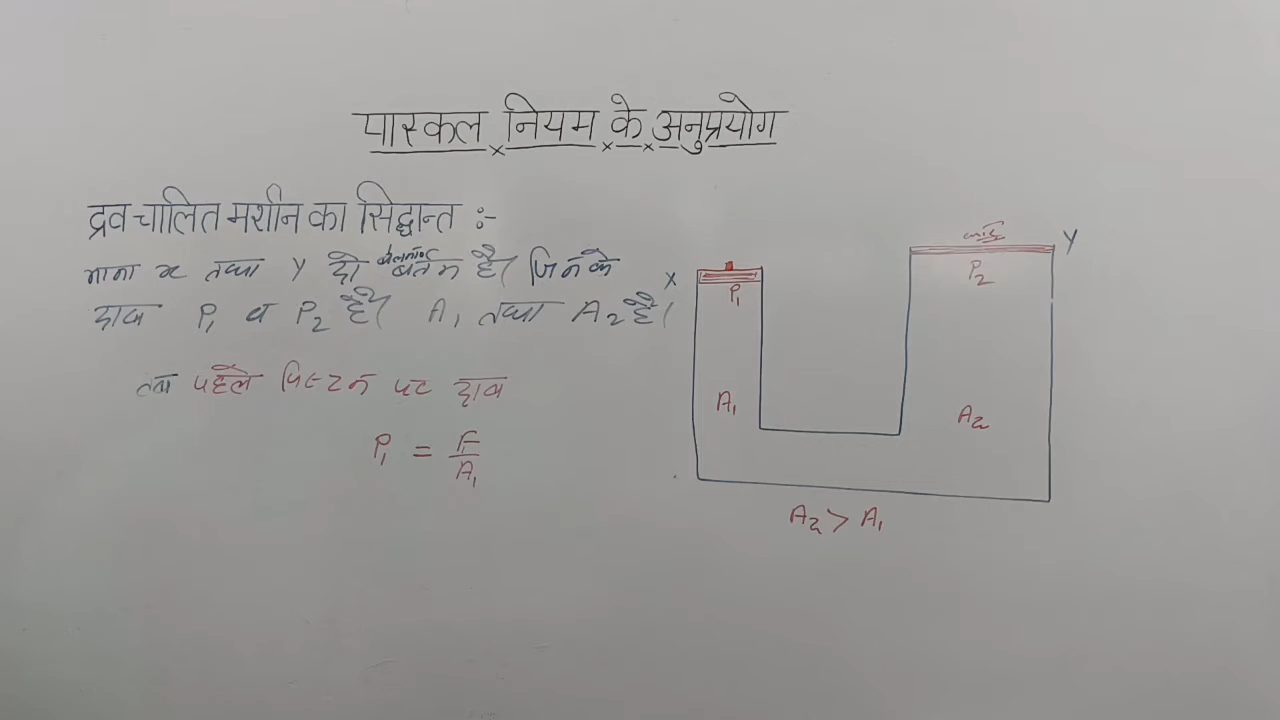 पास्कल नियम के अनुप्रयोग
द्रव चालित मशीन का सिद्धान्त :-
माना x तथा Y दो बेलनाकार बर्तन है। जिनके
दाब P₁ व P₂ है। A₁ तथा A₂ है।
तब पहले पिस्टन पर दाब
P₁ = F/A₁
X
P₁
A₁
Y
P₂
A₂
A₂ > A₁